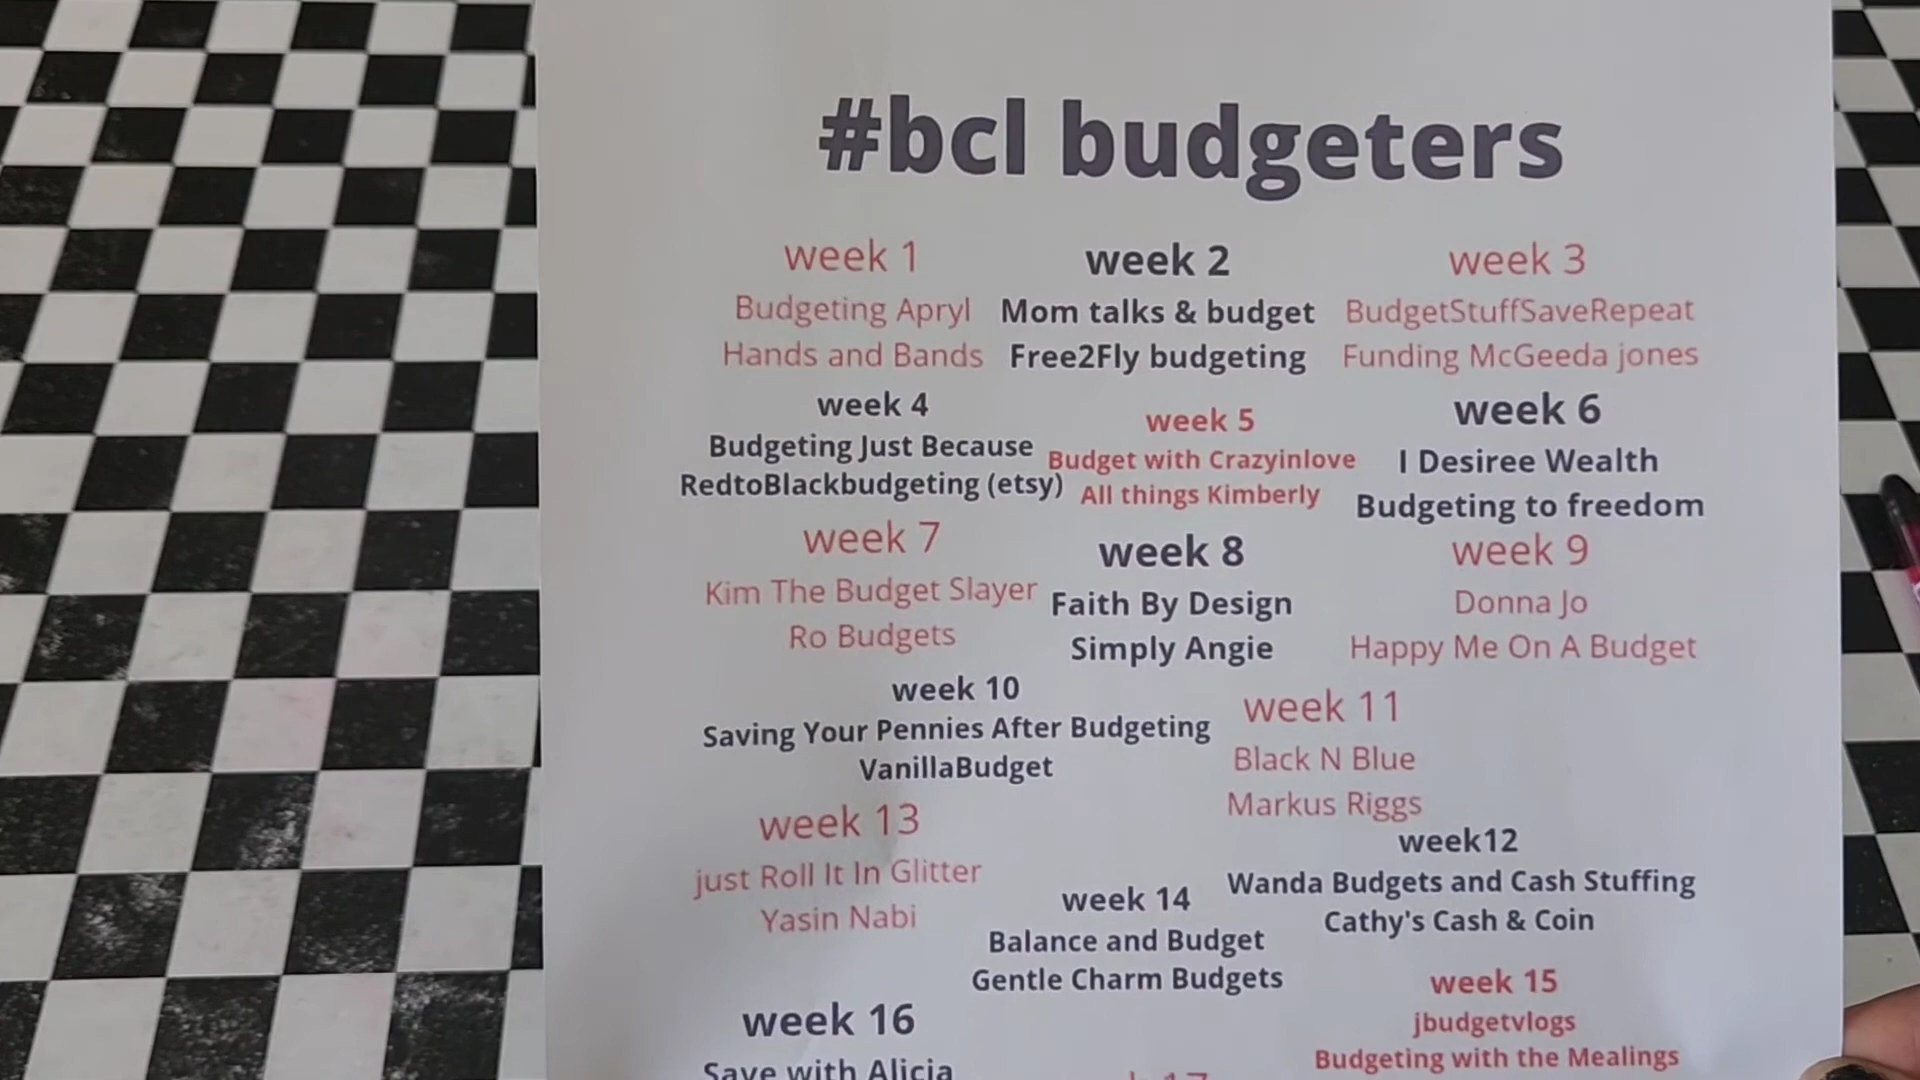 #bcl budgeters
week 1
Budgeting Apryl
Hands and Bands
week 2
Mom talks & budget
Free2Fly budgeting
week 3
BudgetStuffSaveRepeat
Funding McGeeda jones
week 4
Budgeting Just Because
RedtoBlackbudgeting (etsy)
week 5
Budget with Crazyinlove
All things Kimberly
week 6
I Desiree Wealth
Budgeting to freedom
week 7
Kim The Budget Slayer
Ro Budgets
week 8
Faith By Design
Simply Angie
week 9
Donna Jo
Happy Me On A Budget
week 10
Saving Your Pennies After Budgeting
VanillaBudget
week 11
Black N Blue
Markus Riggs
week12
Wanda Budgets and Cash Stuffing
Cathy's Cash & Coin
week 13
just Roll It In Glitter
Yasin Nabi
week 14
Balance and Budget
Gentle Charm Budgets
week 15
jbudgetvlogs
Budgeting with the Mealings
week 16
Save with Alicia